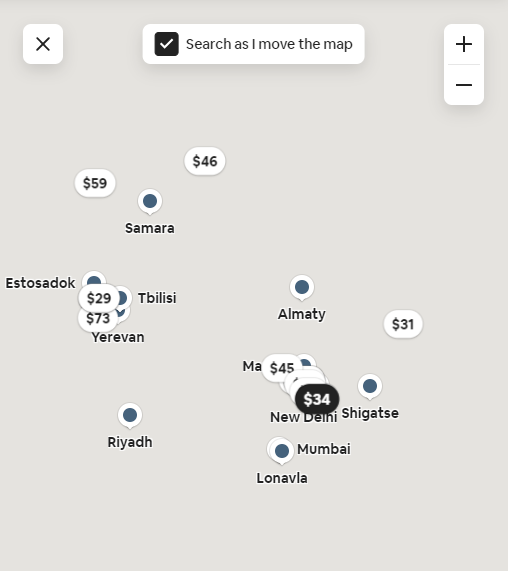 Search as I move the map
$46
$59
Samara
Estosadok
$29
Tbilisi
$73
Yerevan
Almaty
$31
$45
$34
New Delhi
Shigatse
Riyadh
Mumbai
Lonavla